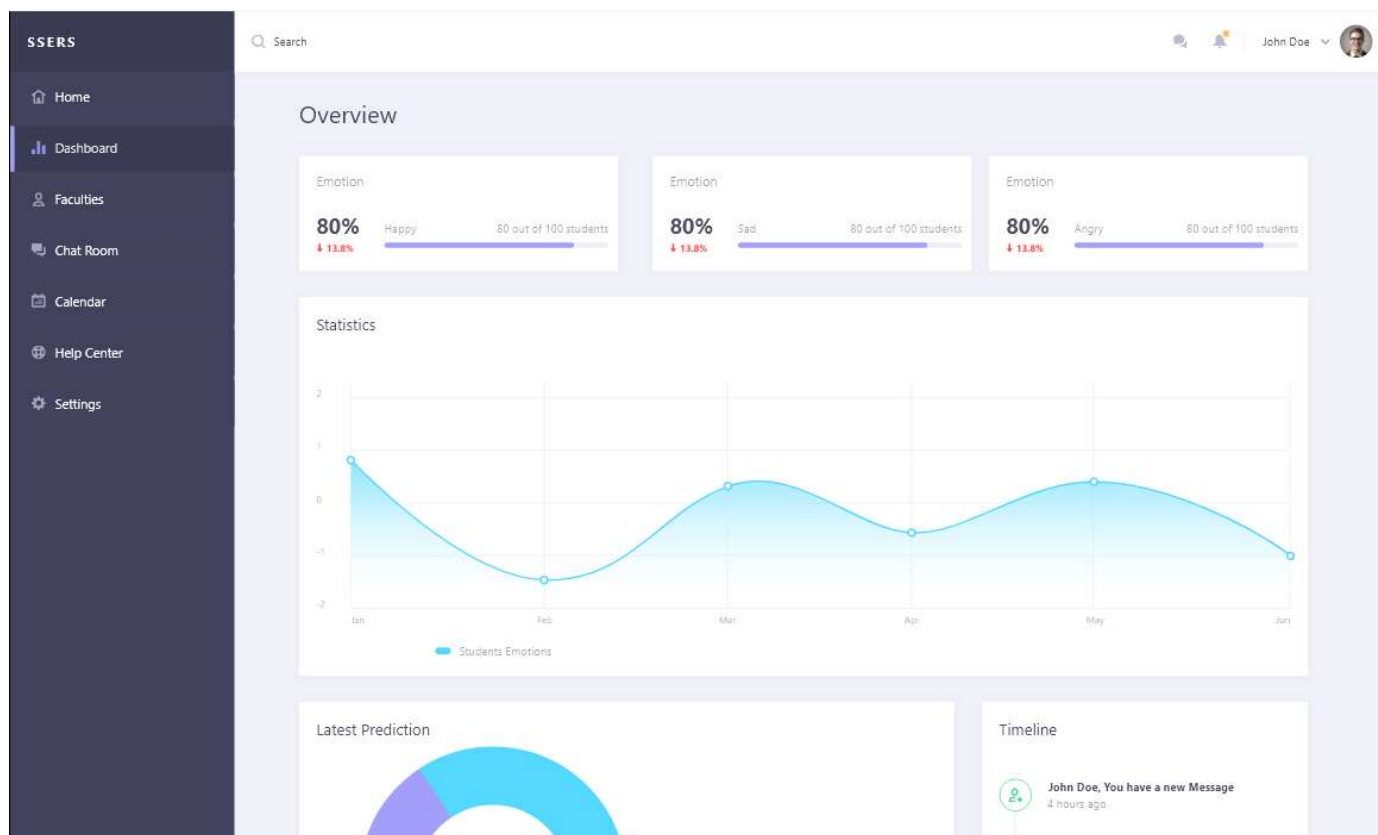 SSERS
Search
John Doe
Home
Dashboard
Faculties
Chat Room
Calendar
Help Center
Settings
Overview
Emotion
80% Happy 80 out of 100 students
↓ 13.8%
Emotion
80% Sad 80 out of 100 students
↓ 13.8%
Emotion
80% Angry 80 out of 100 students
↓ 13.8%
Statistics
2
1
0
-1
-2
Jan Feb Mar Apr May Jun
Students Emotions
Latest Prediction
Timeline
John Doe, You have a new Message
4 hours ago